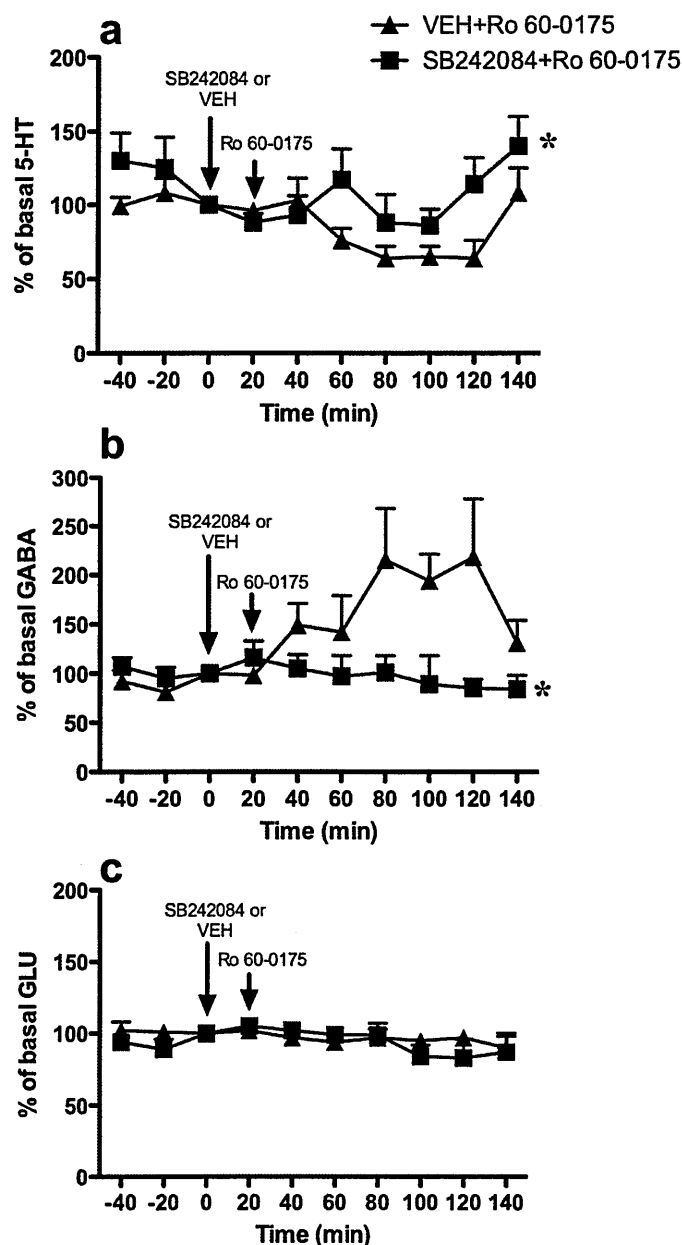 a
VEH+Ro 60-0175
SB242084+Ro 60-0175
200
150
100
50
0
% of basal 5-HT
SB242084 or
VEH
Ro 60-0175
*
-40 -20 0 20 40 60 80 100 120 140
Time (min)
b
300
250
200
150
100
50
0
% of basal GABA
SB242084 or
VEH
Ro 60-0175
*
-40 -20 0 20 40 60 80 100 120 140
Time (min)
c
200
150
100
50
0
% of basal GLU
SB242084 or
VEH
Ro 60-0175
-40 -20 0 20 40 60 80 100 120 140
Time (min)